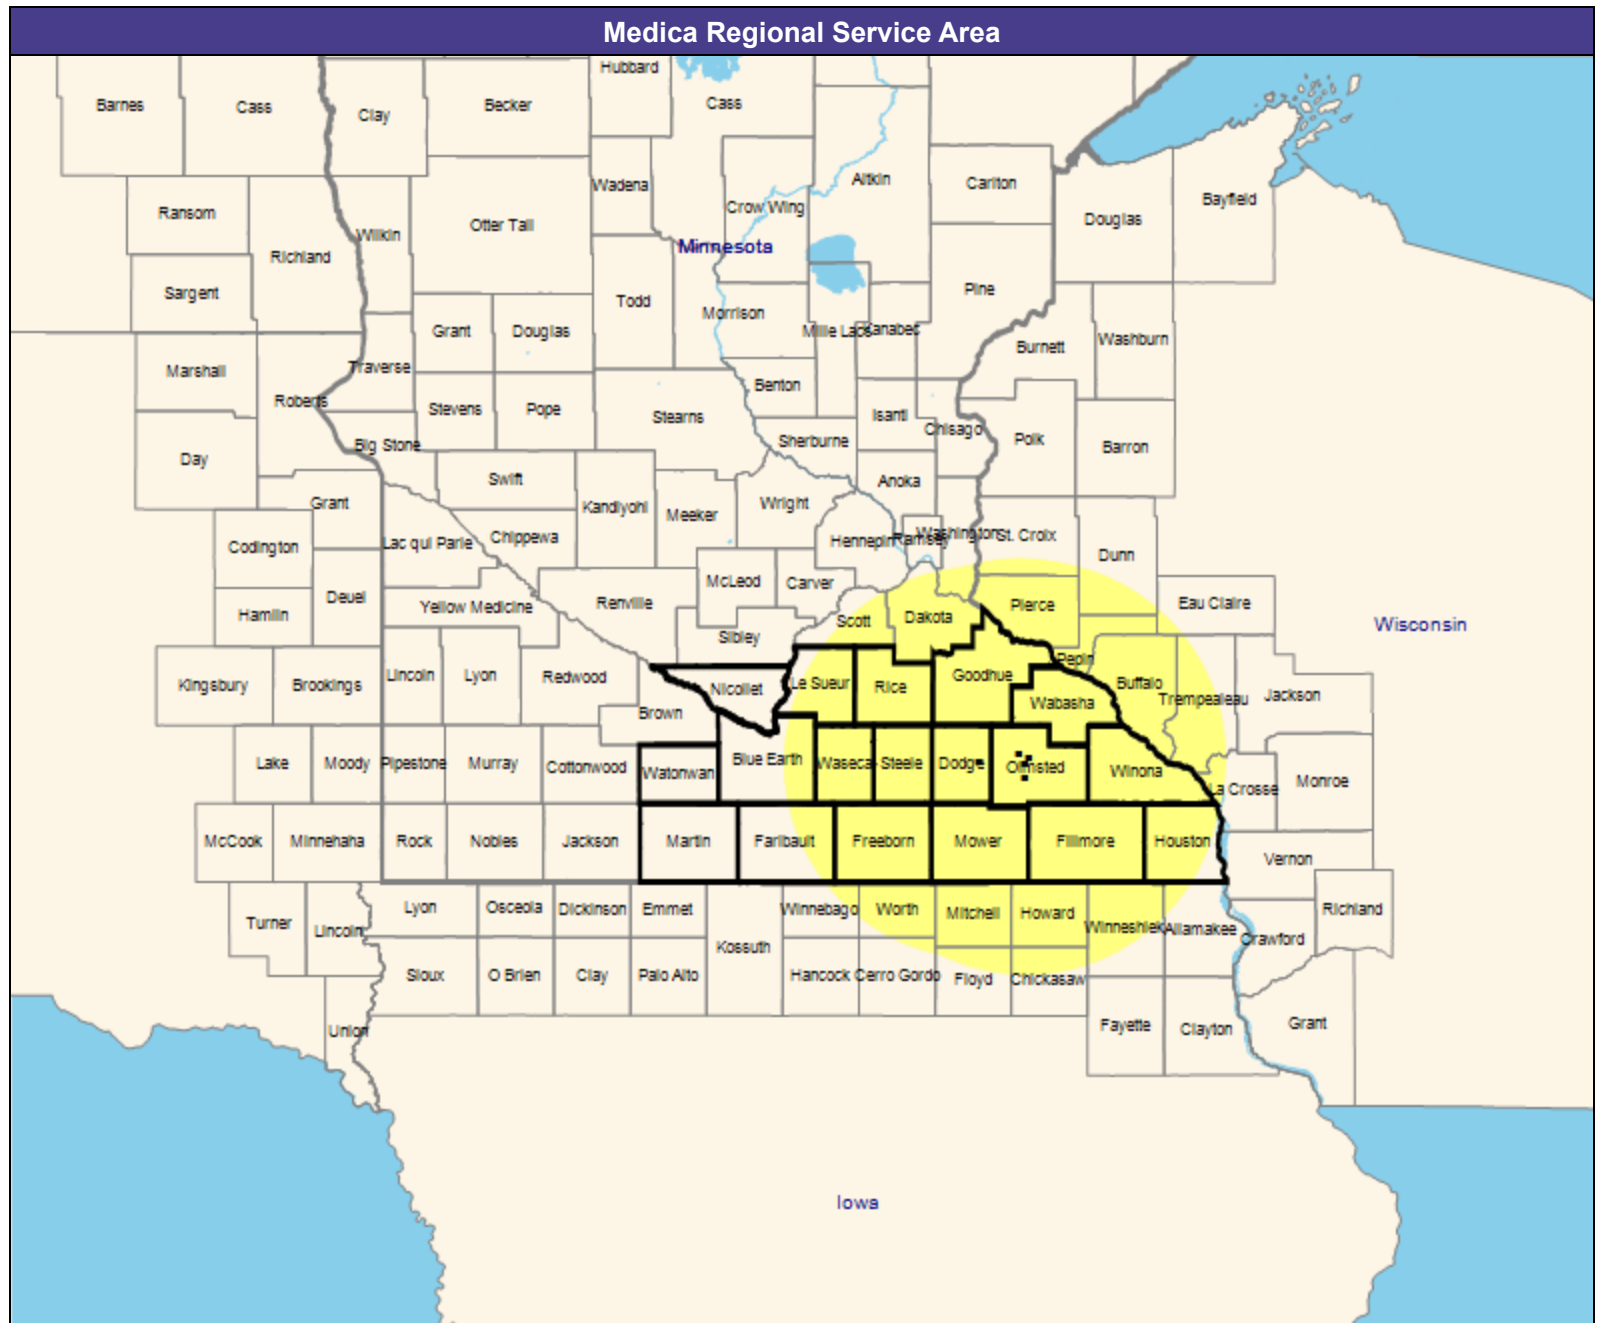 Medica Regional Service Area
Hubbard
Barnes
Cass
Clay
Becker
Cass
Wadena
Aitkin
Carlton
Ransom
Crow Wing
Bayfield
Douglas
Otter Tail
Wilkin
Minnesota
Richland
Sargent
Pine
Todd
Morrison
Grant
Douglas
Mille Lacs
Kanabec
Washburn
Burnett
Marshall
Traverse
Benton
Roberts
Stevens
Pope
Stearns
Isanti
Chisago
Polk
Barron
Big Stone
Sherburne
Day
Swift
Anoka
Grant
Kandiyohi
Meeker
Wright
Codington
Lac qui Parle
Chippewa
Hennepin
Ramsey
Washington
St. Croix
Dunn
McLeod
Carver
Deuel
Yellow Medicine
Renville
Pierce
Eau Claire
Hamlin
Scott
Dakota
Sibley
Wisconsin
Pepin
Kingsbury
Brookings
Lincoln
Lyon
Redwood
Nicollet
Le Sueur
Rice
Goodhue
Buffalo
Trempealeau
Jackson
Brown
Wabasha
Lake
Moody
Pipestone
Murray
Cottonwood
Watonwan
Blue Earth
Waseca
Steele
Dodge
Olmsted
Winona
La Crosse
Monroe
McCook
Minnehaha
Rock
Nobles
Jackson
Martin
Faribault
Freeborn
Mower
Fillmore
Houston
Vernon
Turner
Lincoln
Lyon
Osceola
Dickinson
Emmet
Kossuth
Winnebago
Worth
Mitchell
Howard
Winneshiek
Allamakee
Crawford
Richland
Sioux
O Brien
Clay
Palo Alto
Hancock
Cerro Gordo
Floyd
Chickasaw
Union
Fayette
Clayton
Grant
Iowa